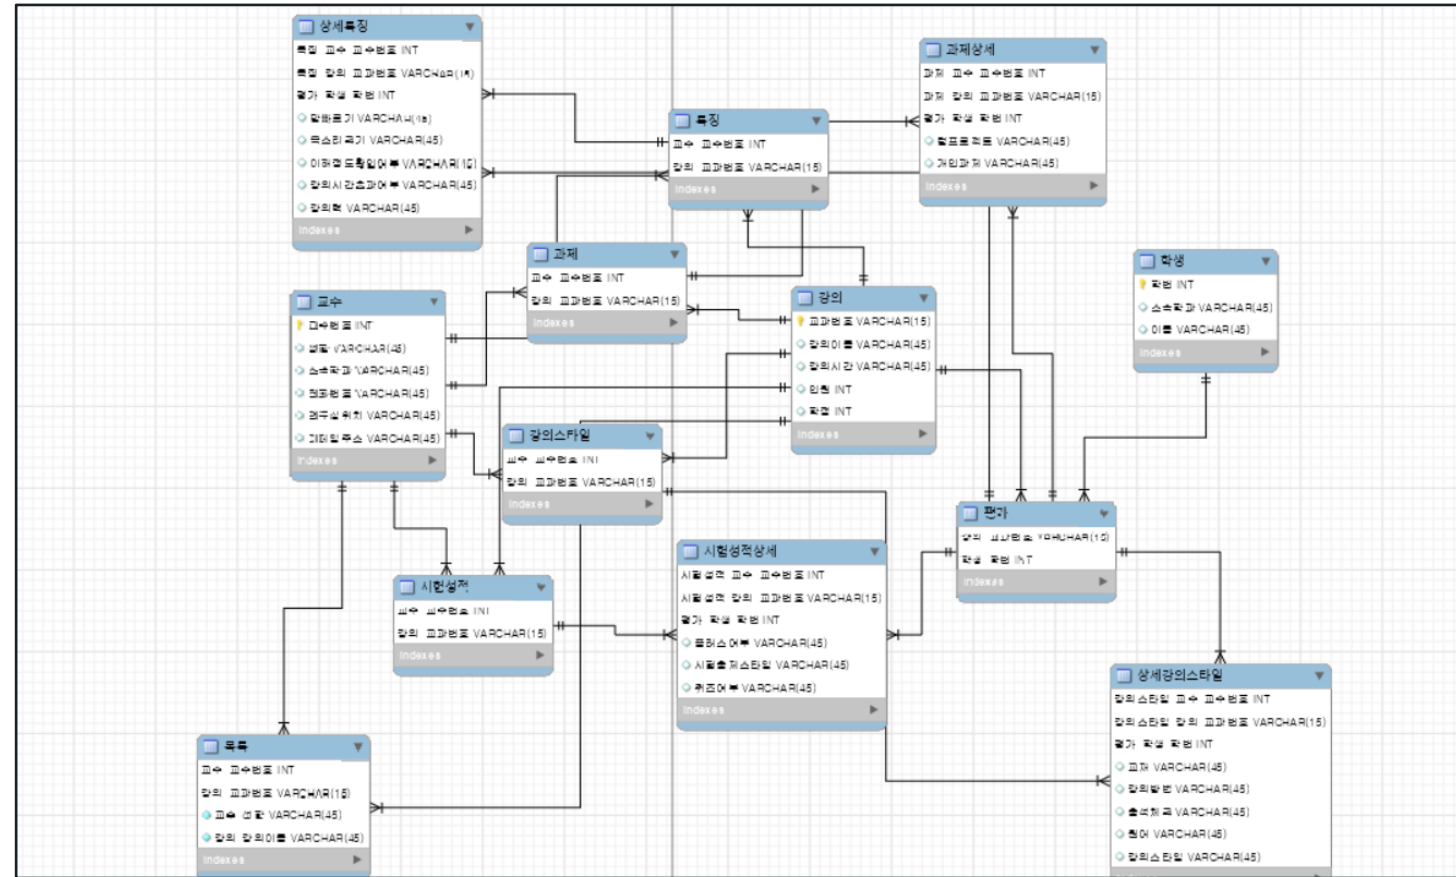 상세특징
특징 교수 교수번호 INT
특징 강의 교과번호 VARCHAR(15)
평가 학생 학번 INT
말빠르기 VARCHAR(45)
목소리크기 VARCHAR(45)
이해정도확인여부 VARCHAR(15)
강의시간초과여부 VARCHAR(45)
강의력 VARCHAR(45)
Indexes
과제상세
과제 교수 교수번호 INT
과제 강의 교과번호 VARCHAR(15)
평가 학생 학번 INT
텀프로젝트 VARCHAR(45)
개인과제 VARCHAR(45)
Indexes
특징
교수 교수번호 INT
강의 교과번호 VARCHAR(15)
Indexes
과제
교수 교수번호 INT
강의 교과번호 VARCHAR(15)
Indexes
학생
학번 INT
소속학과 VARCHAR(45)
이름 VARCHAR(45)
Indexes
교수
교수번호 INT
성함 VARCHAR(45)
소속학과 VARCHAR(45)
전화번호 VARCHAR(45)
연구실위치 VARCHAR(45)
이메일주소 VARCHAR(45)
Indexes
강의
교과번호 VARCHAR(15)
강의이름 VARCHAR(45)
강의시간 VARCHAR(45)
인원 INT
학점 INT
Indexes
강의스타일
교수 교수번호 INT
강의 교과번호 VARCHAR(15)
Indexes
평가
강의 교과번호 VARCHAR(15)
학생 학번 INT
Indexes
시험성적상세
시험성적 교수 교수번호 INT
시험성적 강의 교과번호 VARCHAR(15)
평가 학생 학번 INT
플러스여부 VARCHAR(45)
시험출제스타일 VARCHAR(45)
퀴즈여부 VARCHAR(45)
Indexes
시험성적
교수 교수번호 INT
강의 교과번호 VARCHAR(15)
Indexes
상세강의스타일
강의스타일 교수 교수번호 INT
강의스타일 강의 교과번호 VARCHAR(15)
평가 학생 학번 INT
교재 VARCHAR(45)
강의방법 VARCHAR(45)
출석체크 VARCHAR(45)
원어 VARCHAR(45)
강의스타일 VARCHAR(45)
목록
교수 교수번호 INT
강의 교과번호 VARCHAR(15)
교수 성함 VARCHAR(45)
강의 강의이름 VARCHAR(45)
Indexes